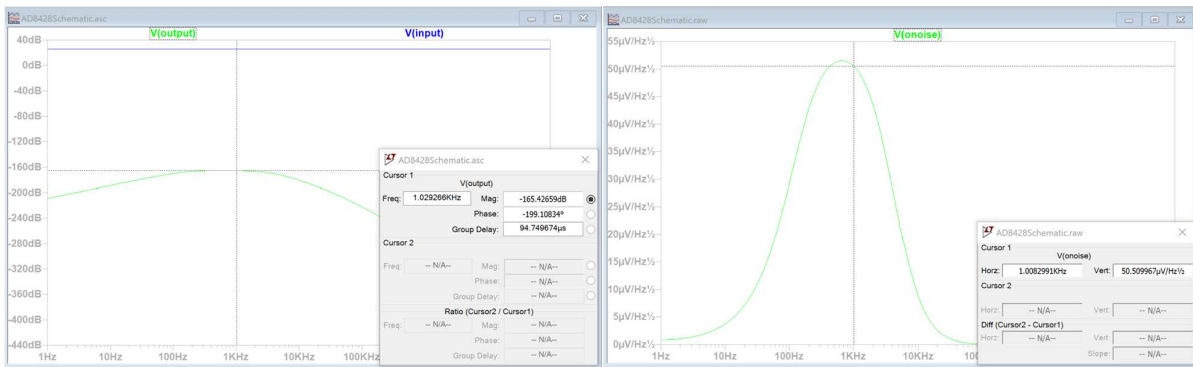 AD8428Schematic.asc
V(output) V(input)
40dB
0dB
-40dB
-80dB
-120dB
-160dB
-200dB
-240dB
-280dB
-320dB
-360dB
-400dB
-440dB
1Hz 10Hz 100Hz 1KHz 10KHz 100KHz
AD8428Schematic.asc
Cursor 1
V(output)
Freq: 1.029266KHz Mag: -165.42659dB
Phase: -199.10834°
Group Delay: 94.749674µs
Cursor 2
Freq: -- N/A-- Mag: -- N/A--
Phase: -- N/A--
Group Delay: -- N/A--
Ratio (Cursor2 / Cursor1)
Freq: -- N/A-- Mag: -- N/A--
Phase: -- N/A--
Group Delay: -- N/A--
AD8428Schematic.raw
V(onoise)
55µV/Hz½
50µV/Hz½
45µV/Hz½
40µV/Hz½
35µV/Hz½
30µV/Hz½
25µV/Hz½
20µV/Hz½
15µV/Hz½
10µV/Hz½
5µV/Hz½
0µV/Hz½
1Hz 10Hz 100Hz 1KHz 10KHz
AD8428Schematic.raw
Cursor 1
V(onoise)
Horz: 1.0082991KHz Vert: 50.509967µV/Hz½
Cursor 2
Horz: -- N/A-- Vert: -- N/A--
Diff (Cursor2 - Cursor1)
Horz: -- N/A-- Vert: -- N/A--
Slope: -- N/A--